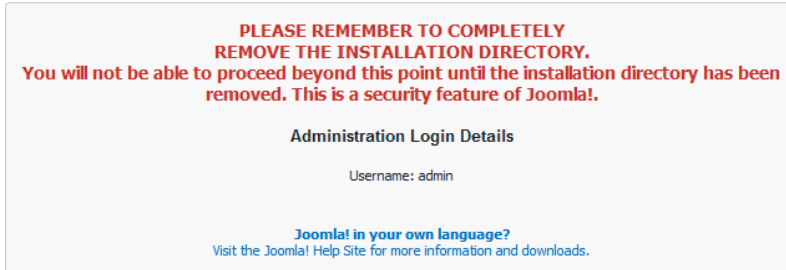 PLEASE REMEMBER TO COMPLETELY
REMOVE THE INSTALLATION DIRECTORY.
You will not be able to proceed beyond this point until the installation directory has been
removed. This is a security feature of Joomla!.
Administration Login Details
Username: admin
Joomla! in your own language?
Visit the Joomla! Help Site for more information and downloads.